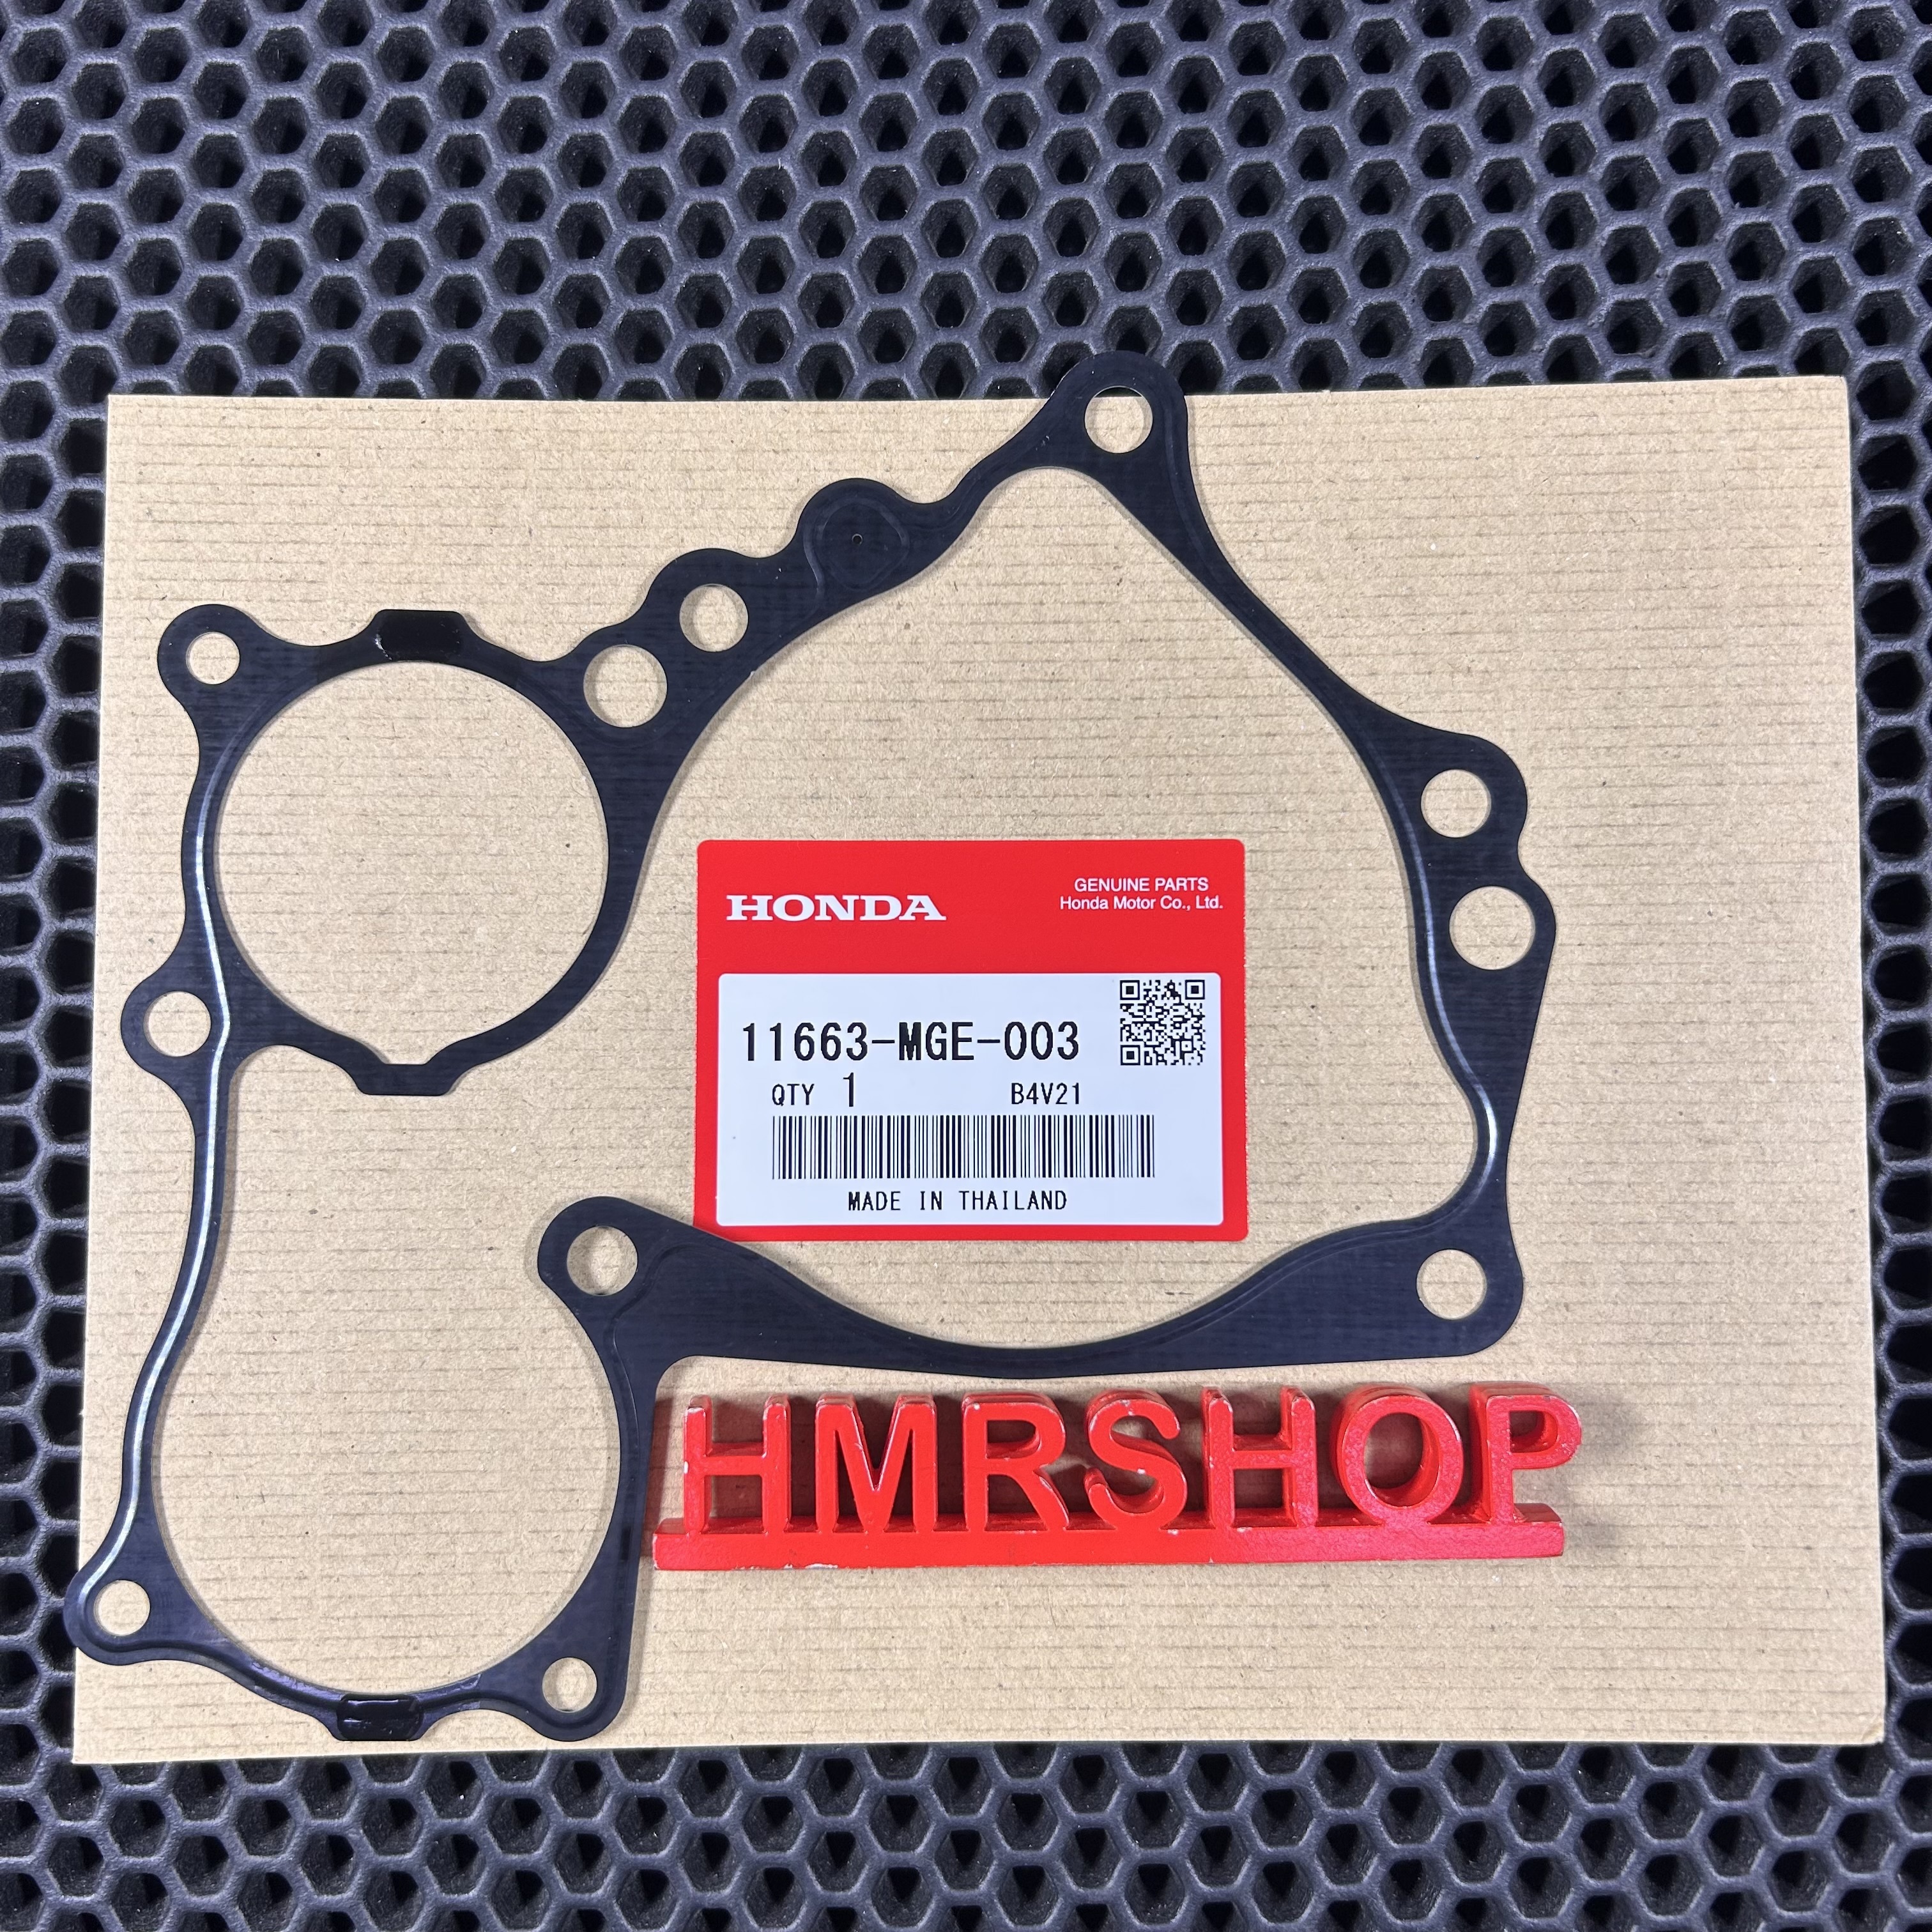 HONDA
GENUINE PARTS
Honda Motor Co., Ltd.
11663-MGE-003
QTY 1 B4V21
MADE IN THAILAND
HMRSHOP